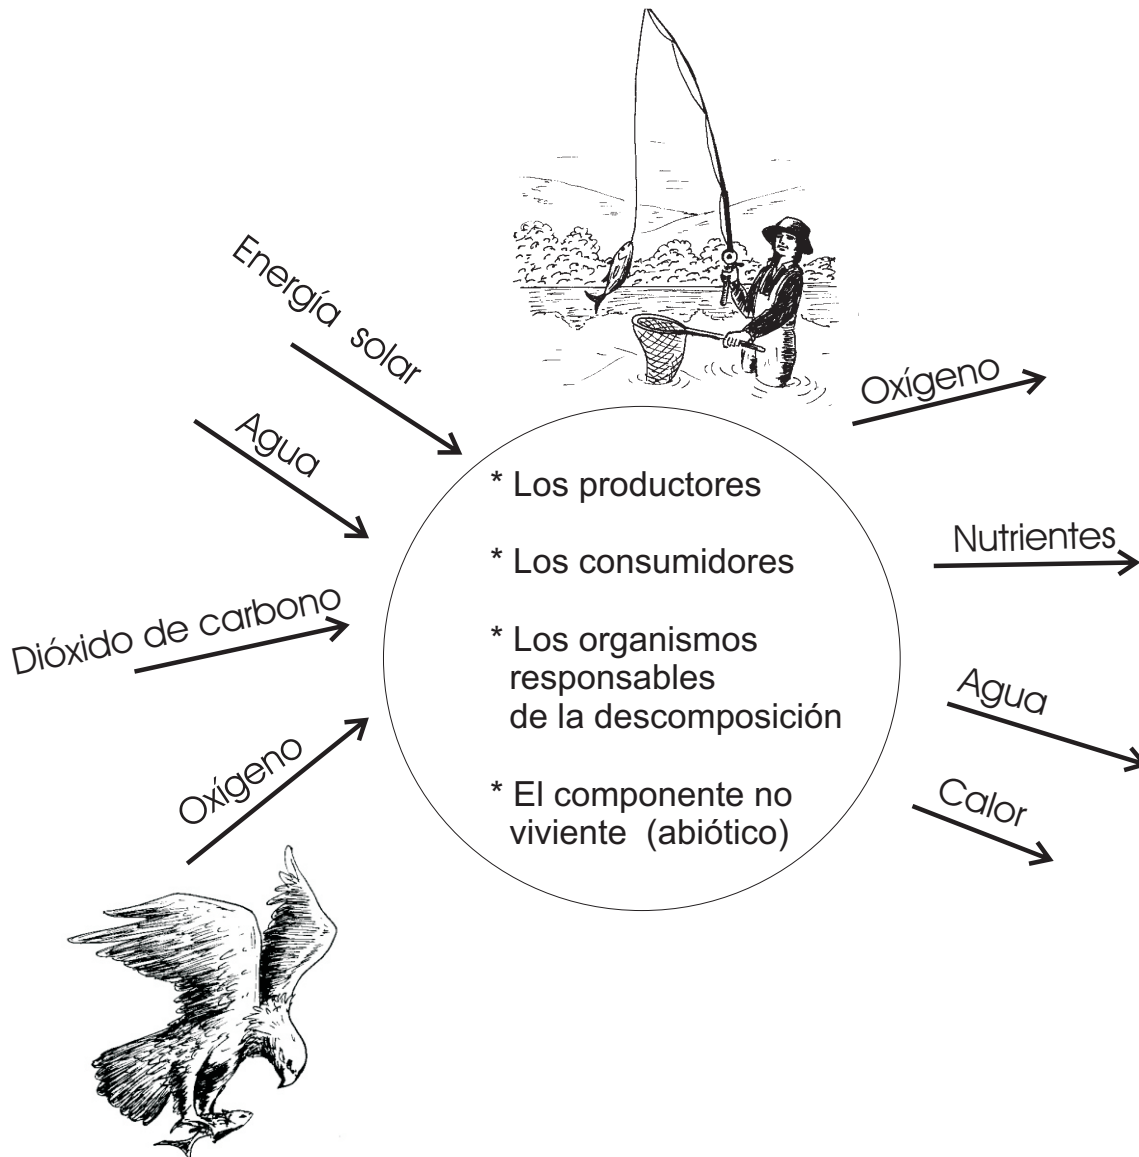 Energía solar
Agua
Dióxido de carbono
Oxígeno
* Los productores
* Los consumidores
* Los organismos
responsables
de la descomposición
* El componente no
viviente (abiótico)
Oxígeno
Nutrientes
Agua
Calor